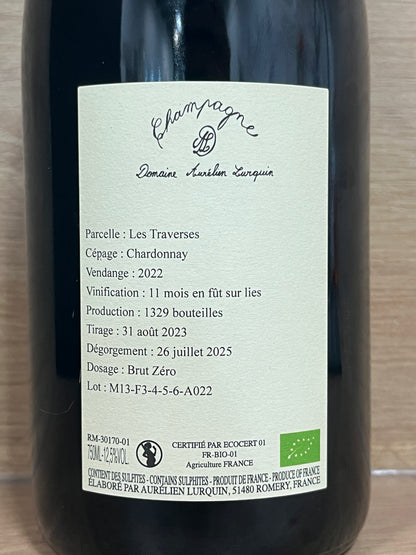 Champagne
AL
Domaine Aurélien Lurquin
Parcelle : Les Traverses
Cépage : Chardonnay
Vendange : 2022
Vinification : 11 mois en fût sur lies
Production : 1329 bouteilles
Tirage : 31 août 2023
Dégorgement : 26 juillet 2025
Dosage : Brut Zéro
Lot : M13-F3-4-5-6-A022
RM-30170-01
750ML-12,5%VOL.
CERTIFIÉ PAR ECOCERT 01
FR-BIO-01
Agriculture FRANCE
CONTIENT DES SULFITES - CONTAINS SULPHITES - PRODUIT DE FRANCE - PRODUCE OF FRANCE
ÉLABORÉ PAR AURÉLIEN LURQUIN, 51480 ROMERY, FRANCE